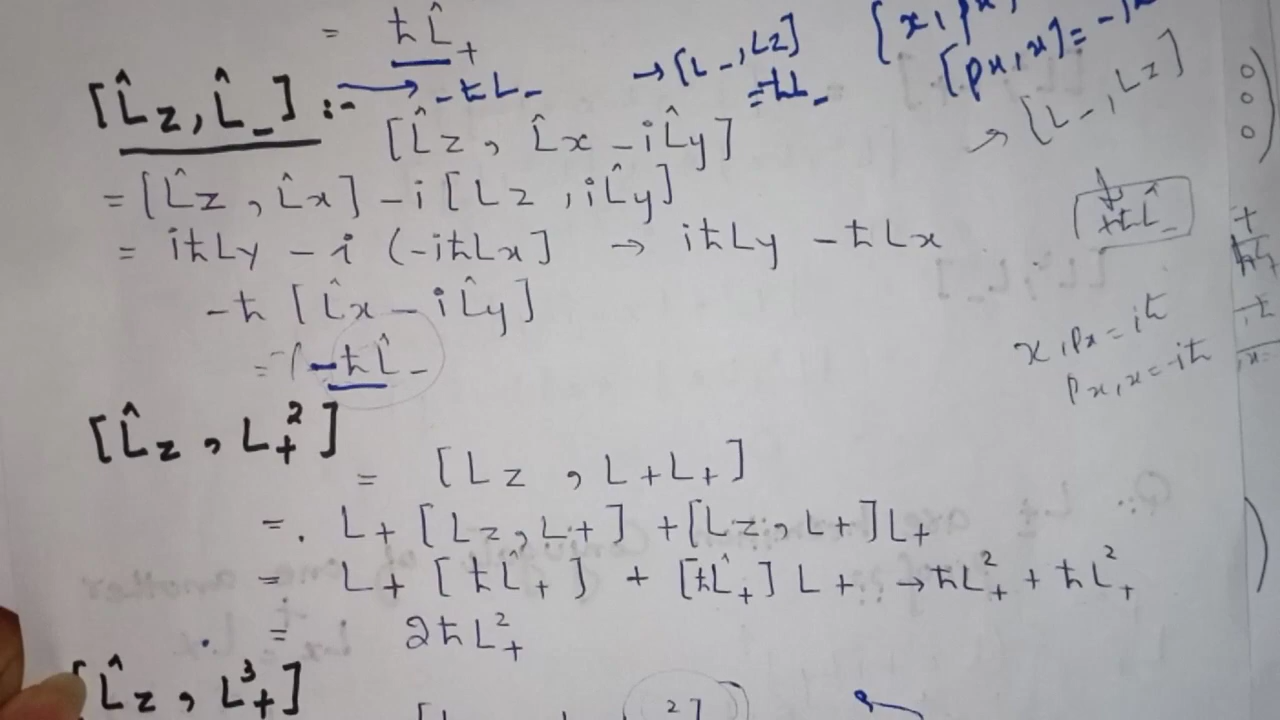 = ħL̂₊
[x, px,
[px, x] = -i
→ [L₋, Lz]
= ħL₋
[L̂z, L̂₋] :- → -ħL₋
→ [L₋, Lz]
[L̂z, L̂x - iL̂y]
= [L̂z, L̂x] - i [Lz, iL̂y]
ħL̂₋
= iħLy - i (-iħLx] → iħLy - ħLx
-ħ [L̂x - iL̂y]
x, px = iħ
px, x = -iħ
= -ħL̂₋
[L̂z, L₊²]
= [Lz, L₊L₊]
= L₊ [Lz, L₊] + [Lz, L₊] L₊
= L₊ [ħL̂₊] + [ħL̂₊] L₊ → ħL₊² + ħL₊²
= 2ħL₊²
[L̂z, L₊³]